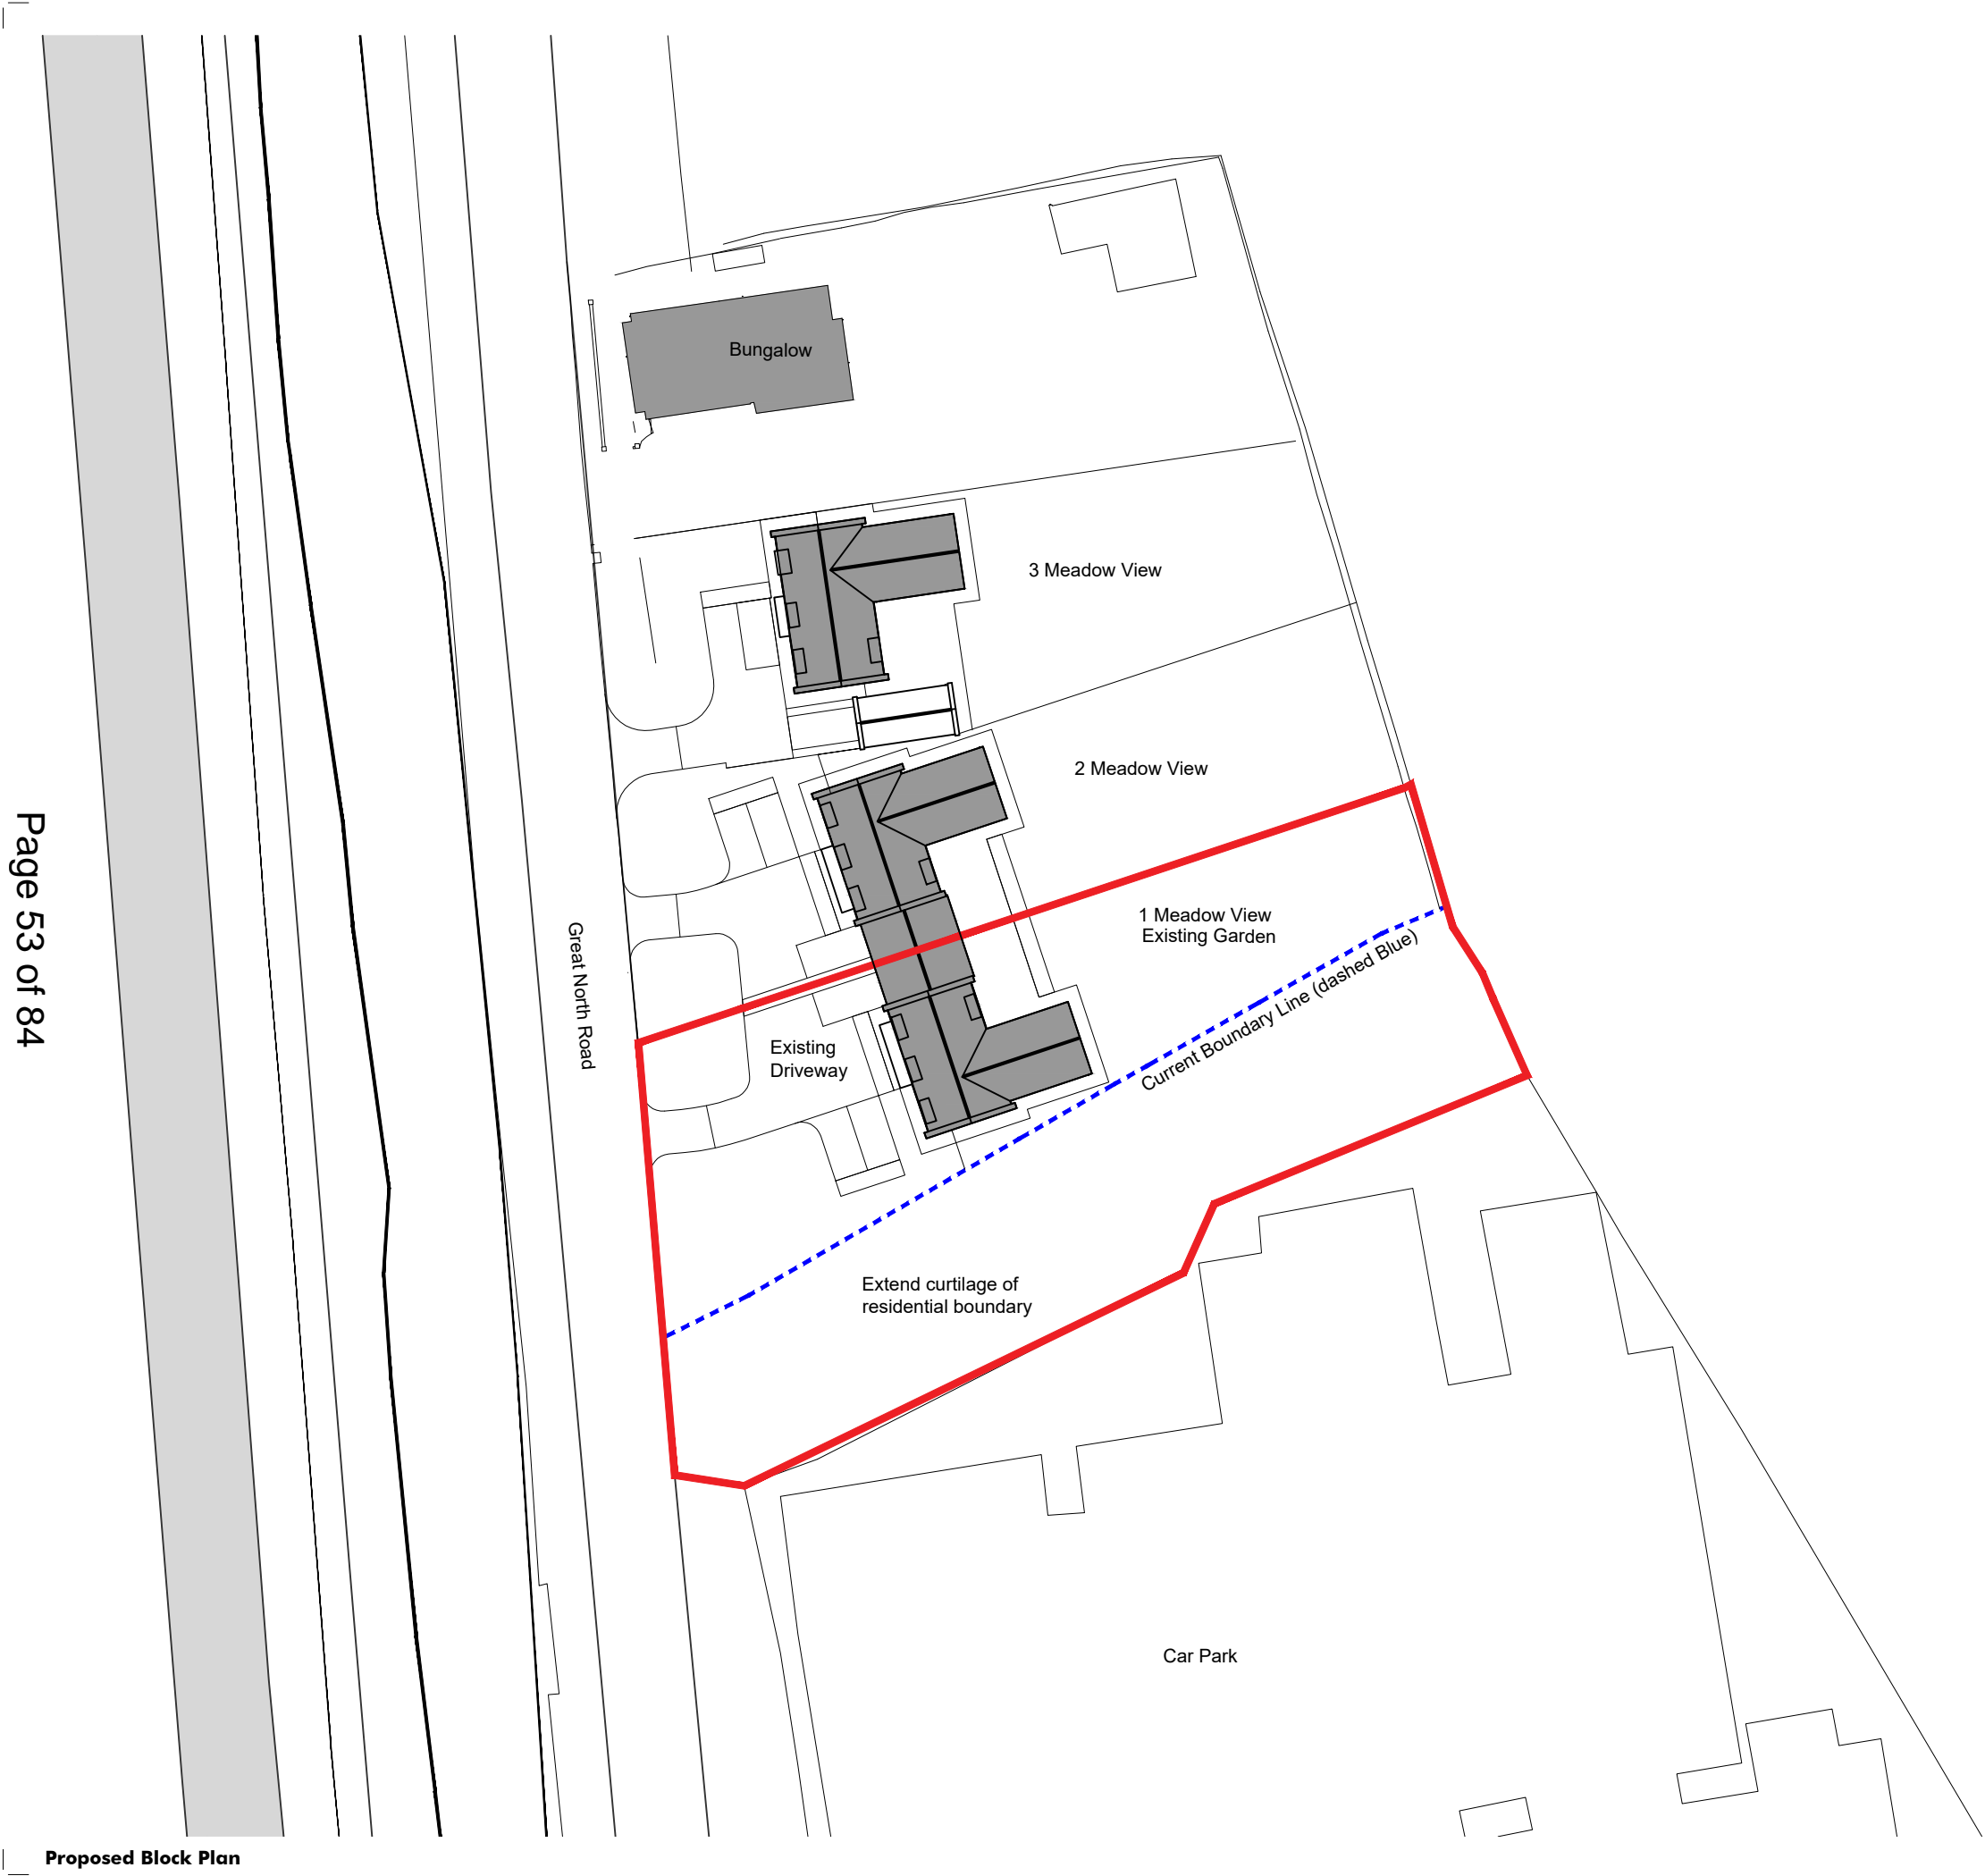 Bungalow
3 Meadow View
2 Meadow View
1 Meadow View
Existing Garden
Current Boundary Line (dashed Blue)
Great North Road
Existing
Driveway
Extend curtilage of
residential boundary
Car Park
Page 53 of 84
Proposed Block Plan